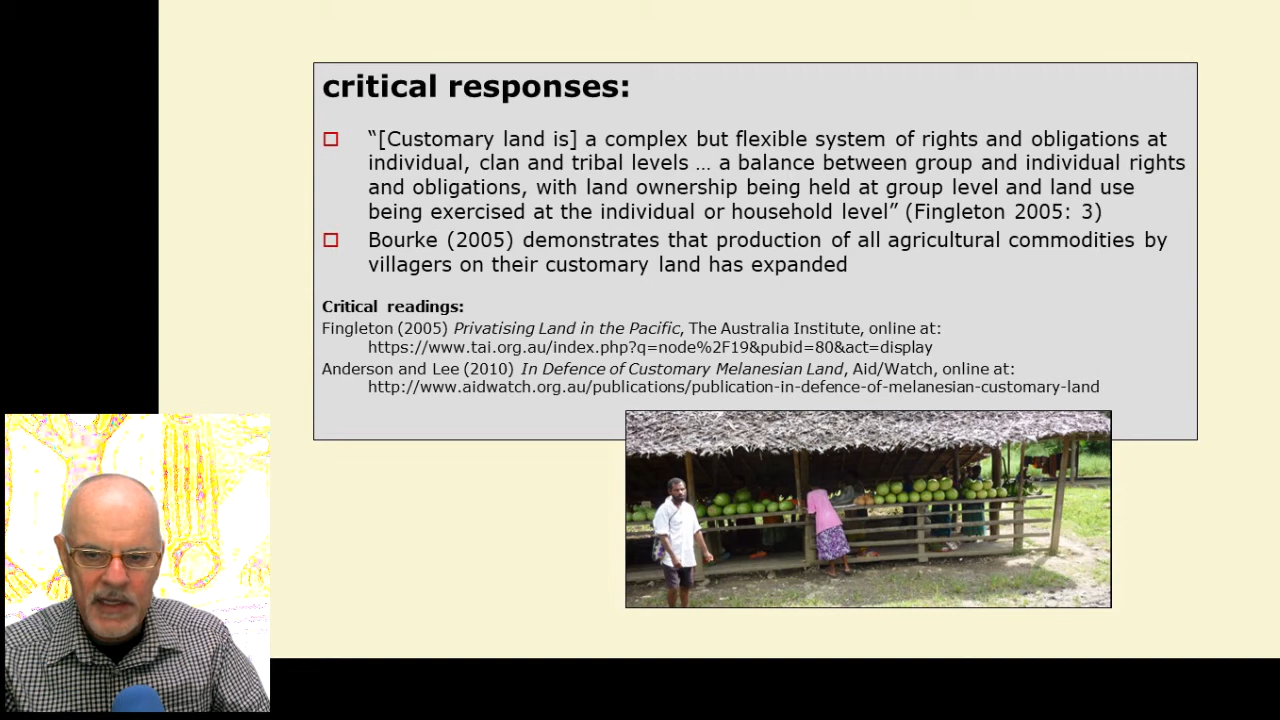 critical responses:
“[Customary land is] a complex but flexible system of rights and obligations at
individual, clan and tribal levels … a balance between group and individual rights
and obligations, with land ownership being held at group level and land use
being exercised at the individual or household level” (Fingleton 2005: 3)
Bourke (2005) demonstrates that production of all agricultural commodities by
villagers on their customary land has expanded
Critical readings:
Fingleton (2005) Privatising Land in the Pacific, The Australia Institute, online at:
https://www.tai.org.au/index.php?q=node%2F19&pubid=80&act=display
Anderson and Lee (2010) In Defence of Customary Melanesian Land, Aid/Watch, online at:
http://www.aidwatch.org.au/publications/publication-in-defence-of-melanesian-customary-land